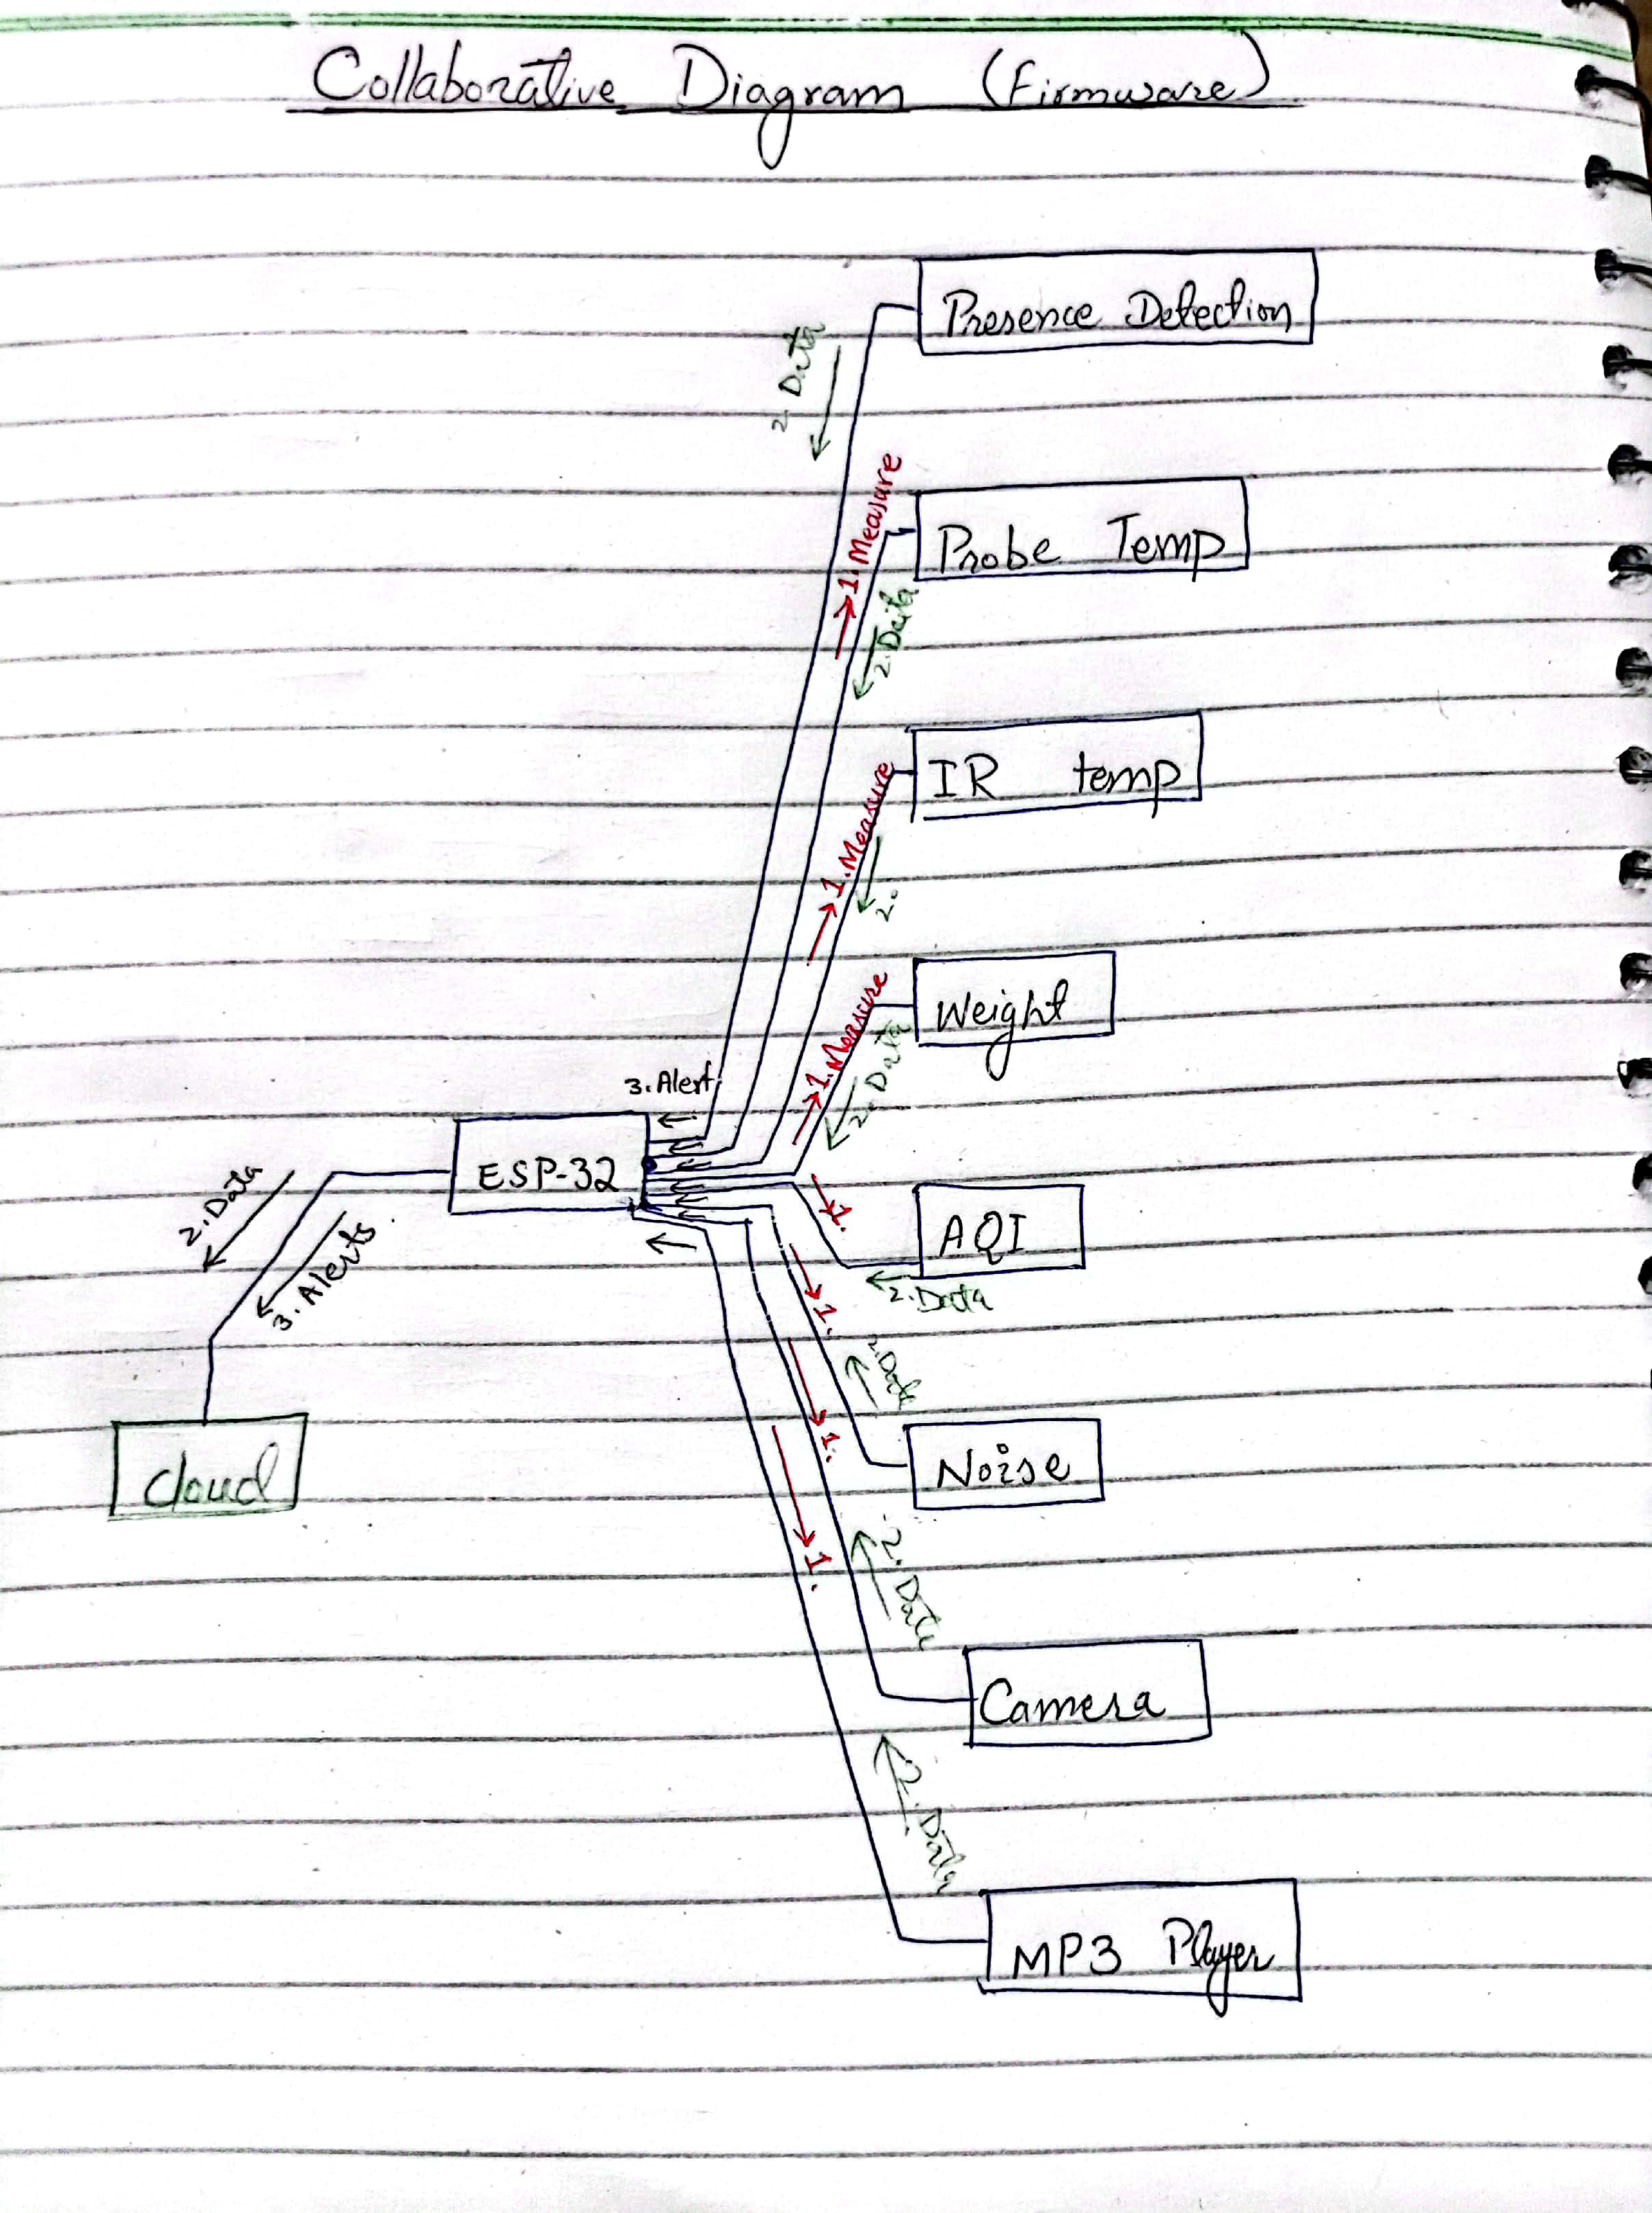 Collaborative Diagram (Firmware)
Presence Detection
2. Data
1. Measure
Probe Temp
2. Data
IR temp
1. Measure
2.
Weight
1. Measure
2. Data
3. Alert
ESP-32
2. Data
3. Alerts
1.
AQI
2. Data
1.
2. Data
1.
Noise
cloud
1.
2. Data
Camera
2. Data
MP3 Player